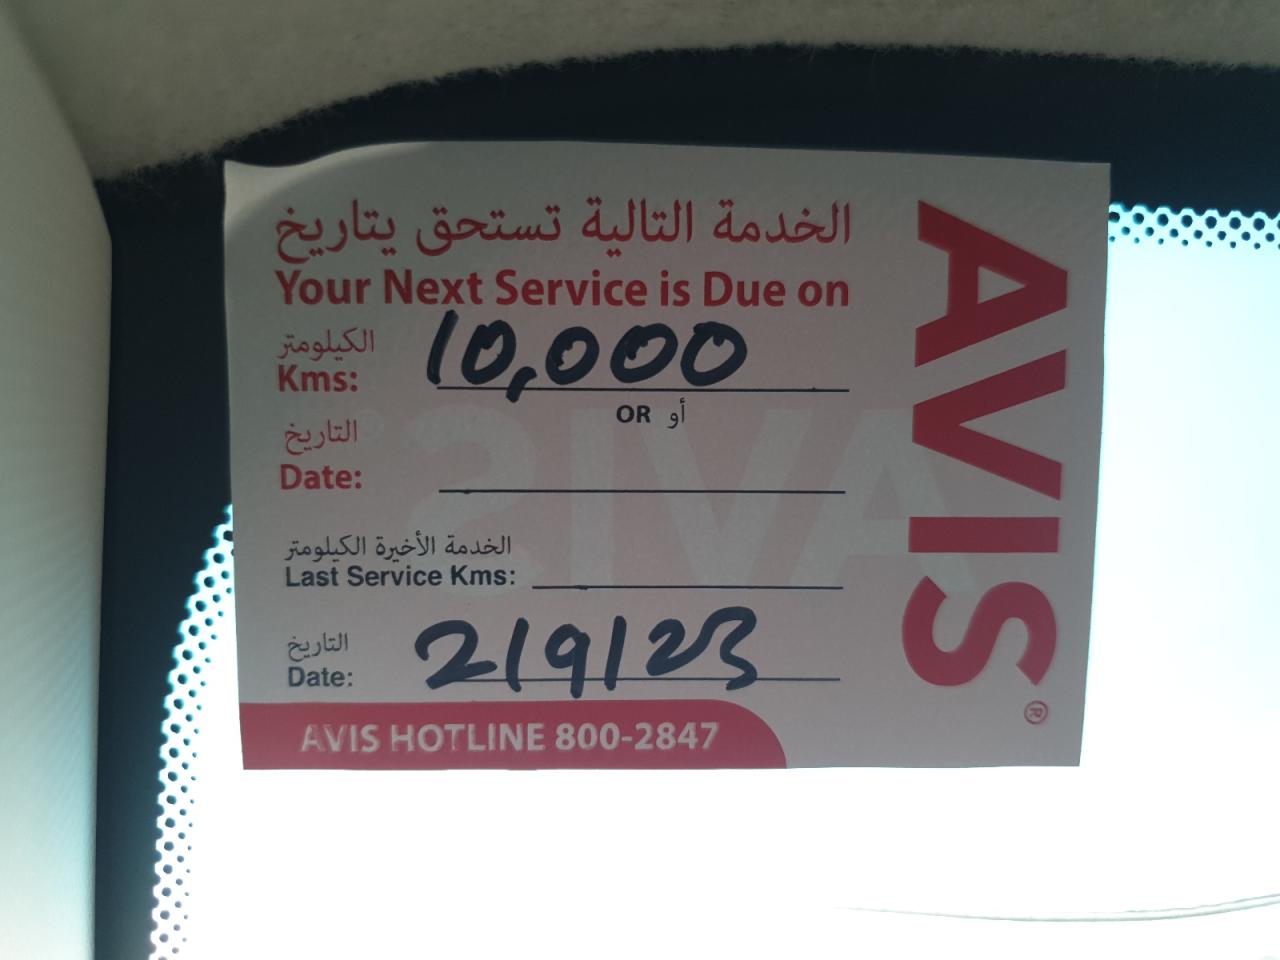 الخدمة التالية تستحق يتاريخ
Your Next Service is Due on
الكيلومتر
Kms: 10,000
OR أو
التاريخ
Date:
الخدمة الأخيرة الكيلومتر
Last Service Kms:
التاريخ
Date: 2/9/23
AVIS HOTLINE 800-2847
AVIS®